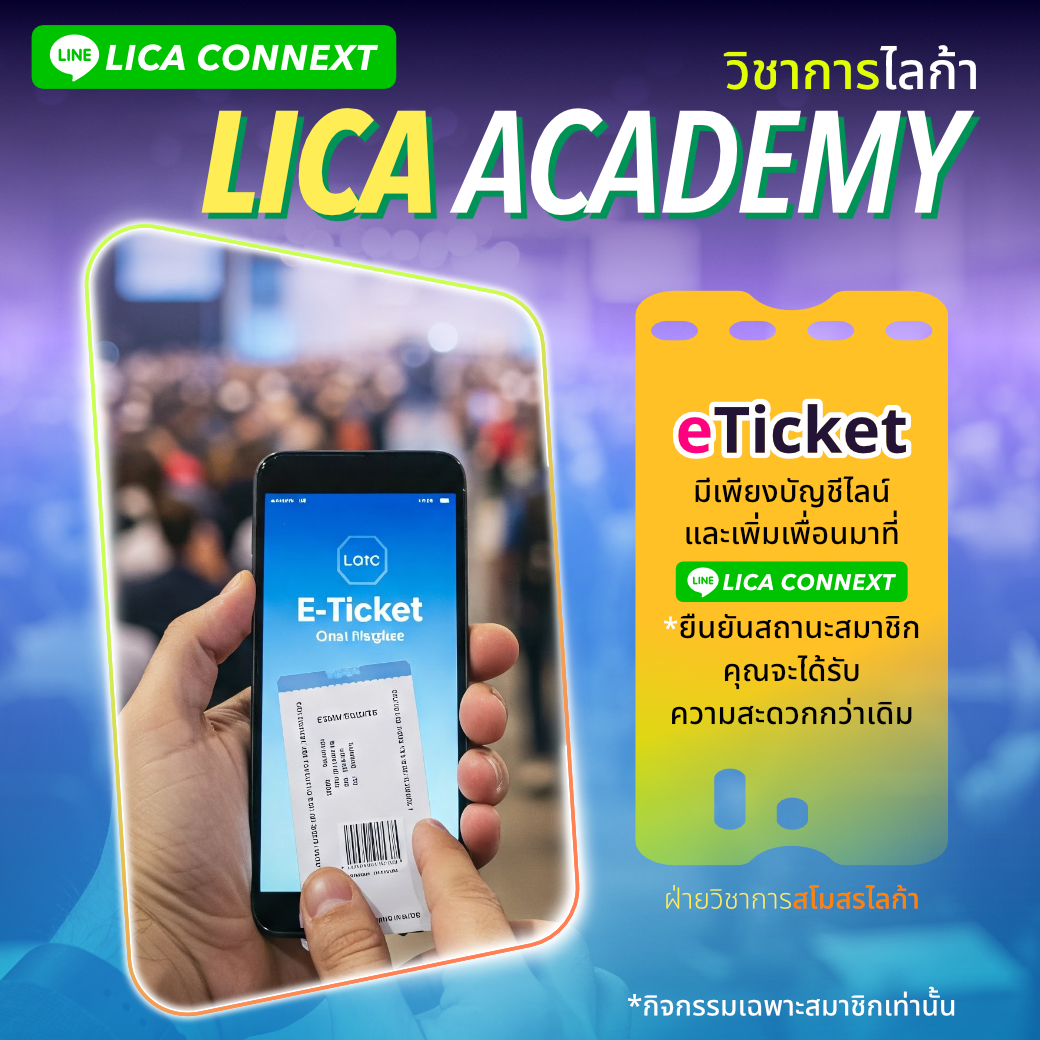 LINE LICA CONNEXT
วิชาการไลก้า
LICA ACADEMY
LOTC
E-Ticket
eTicket
มีเพียงบัญชีไลน์
และเพิ่มเพื่อนมาที่
LINE LICA CONNEXT
*ยืนยันสถานะสมาชิก
คุณจะได้รับ
ความสะดวกกว่าเดิม
ฝ่ายวิชาการสโมสรไลก้า
*กิจกรรมเฉพาะสมาชิกเท่านั้น